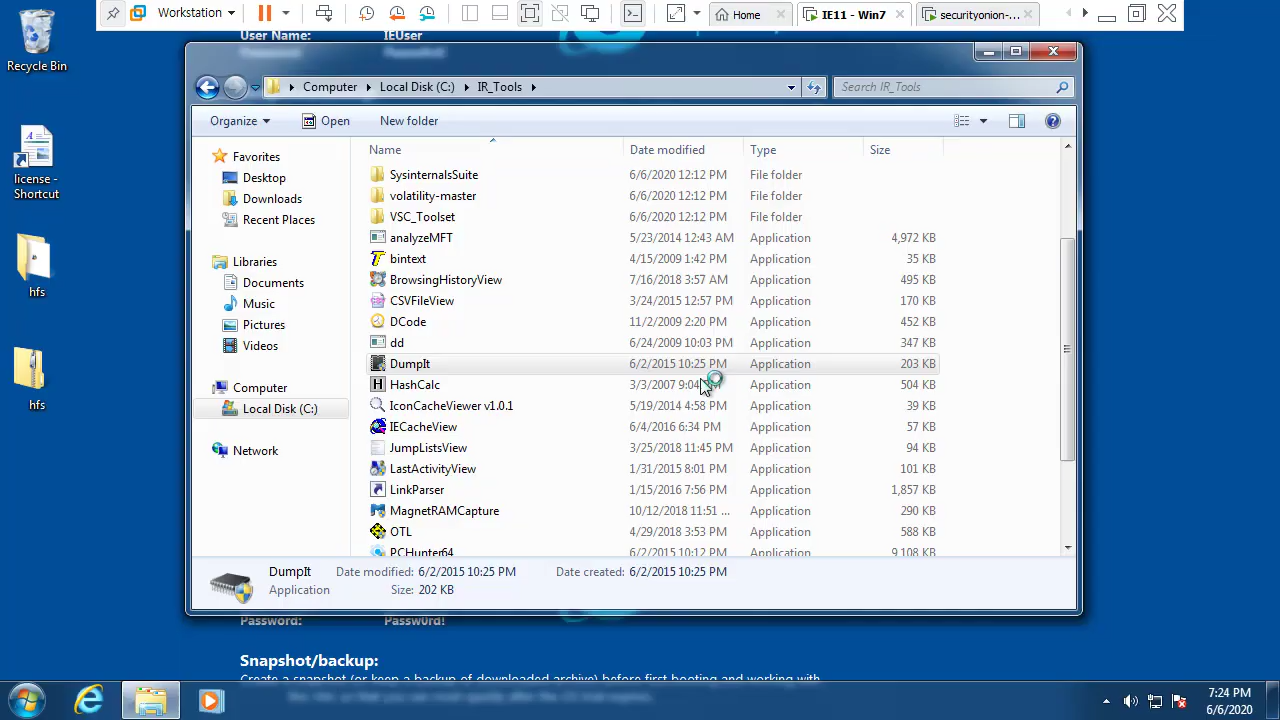 Workstation
Home
IE11 - Win7
securityonion-...
Recycle Bin
license -
Shortcut
hfs
hfs
User Name: IEUser
Computer Local Disk (C:) IR_Tools
Search IR_Tools
Organize Open New folder
Favorites
Desktop
Downloads
Recent Places
Libraries
Documents
Music
Pictures
Videos
Computer
Local Disk (C:)
Network
Name Date modified Type Size
SysinternalsSuite 6/6/2020 12:12 PM File folder
volatility-master 6/6/2020 12:12 PM File folder
VSC_Toolset 6/6/2020 12:12 PM File folder
analyzeMFT 5/23/2014 12:43 AM Application 4,972 KB
bintext 4/15/2009 1:42 PM Application 35 KB
BrowsingHistoryView 7/16/2018 3:57 AM Application 495 KB
CSVFileView 3/24/2015 12:57 PM Application 170 KB
DCode 11/2/2009 2:20 PM Application 452 KB
dd 6/24/2009 10:03 PM Application 347 KB
DumpIt 6/2/2015 10:25 PM Application 203 KB
HashCalc 3/3/2007 9:04 Application 504 KB
IconCacheViewer v1.0.1 5/19/2014 4:58 PM Application 39 KB
IECacheView 6/4/2016 6:34 PM Application 57 KB
JumpListsView 3/25/2018 11:45 PM Application 94 KB
LastActivityView 1/31/2015 8:01 PM Application 101 KB
LinkParser 1/15/2016 7:56 PM Application 1,857 KB
MagnetRAMCapture 10/12/2018 11:51 ... Application 290 KB
OTL 4/29/2018 3:53 PM Application 588 KB
PCHunter64 6/2/2015 10:12 PM Application 9,108 KB
DumpIt Date modified: 6/2/2015 10:25 PM Date created: 6/2/2015 10:25 PM
Application Size: 202 KB
Password: Passw0rd!
Snapshot/backup:
Create a snapshot (or keep a backup of downloaded archive) before first booting and working with
7:24 PM
6/6/2020